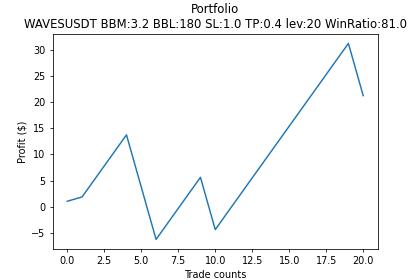 Portfolio
WAVESUSDT BBM:3.2 BBL:180 SL:1.0 TP:0.4 lev:20 WinRatio:81.0
30
25
20
15
10
5
0
−5
Profit ($)
0.0 2.5 5.0 7.5 10.0 12.5 15.0 17.5 20.0
Trade counts